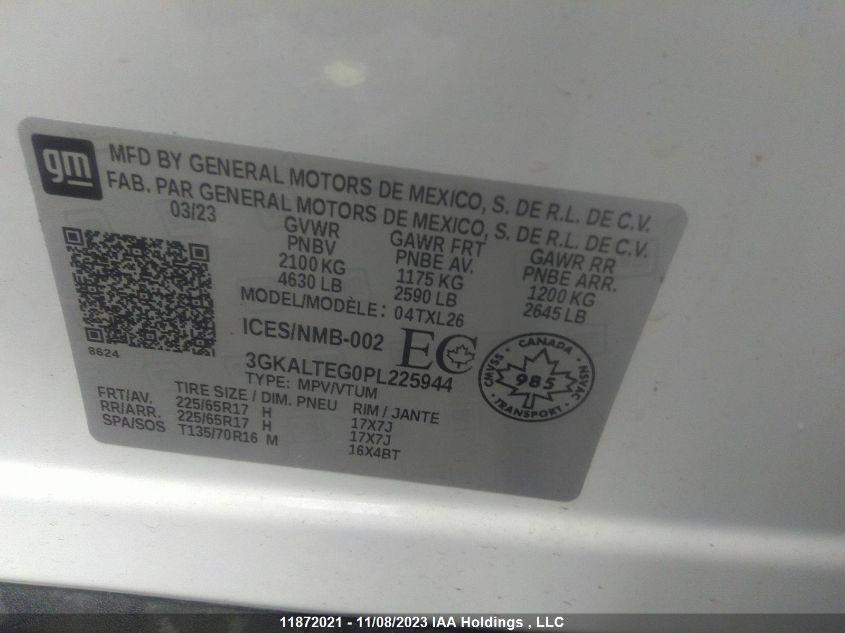 gm
MFD BY GENERAL MOTORS DE MEXICO, S. DE R.L. DE C.V.
FAB. PAR GENERAL MOTORS DE MEXICO, S. DE R.L. DE C.V.
03/23 GVWR GAWR FRT GAWR RR
PNBV PNBE AV. PNBE ARR.
2100 KG 1175 KG 1200 KG
4630 LB 2590 LB 2645 LB
MODEL/MODÈLE: 04TXL26
ICES/NMB-002 EC
8624
3GKALTEG0PL225944
TYPE: MPV/VTUM
CANADA
CMVSS 985 NSVAC
TRANSPORT
TIRE SIZE / DIM. PNEU RIM / JANTE
FRT/AV. 225/65R17 H 17X7J
RR/ARR. 225/65R17 H 17X7J
SPA/SOS T135/70R16 M 16X4BT
11872021 - 11/08/2023 IAA Holdings , LLC